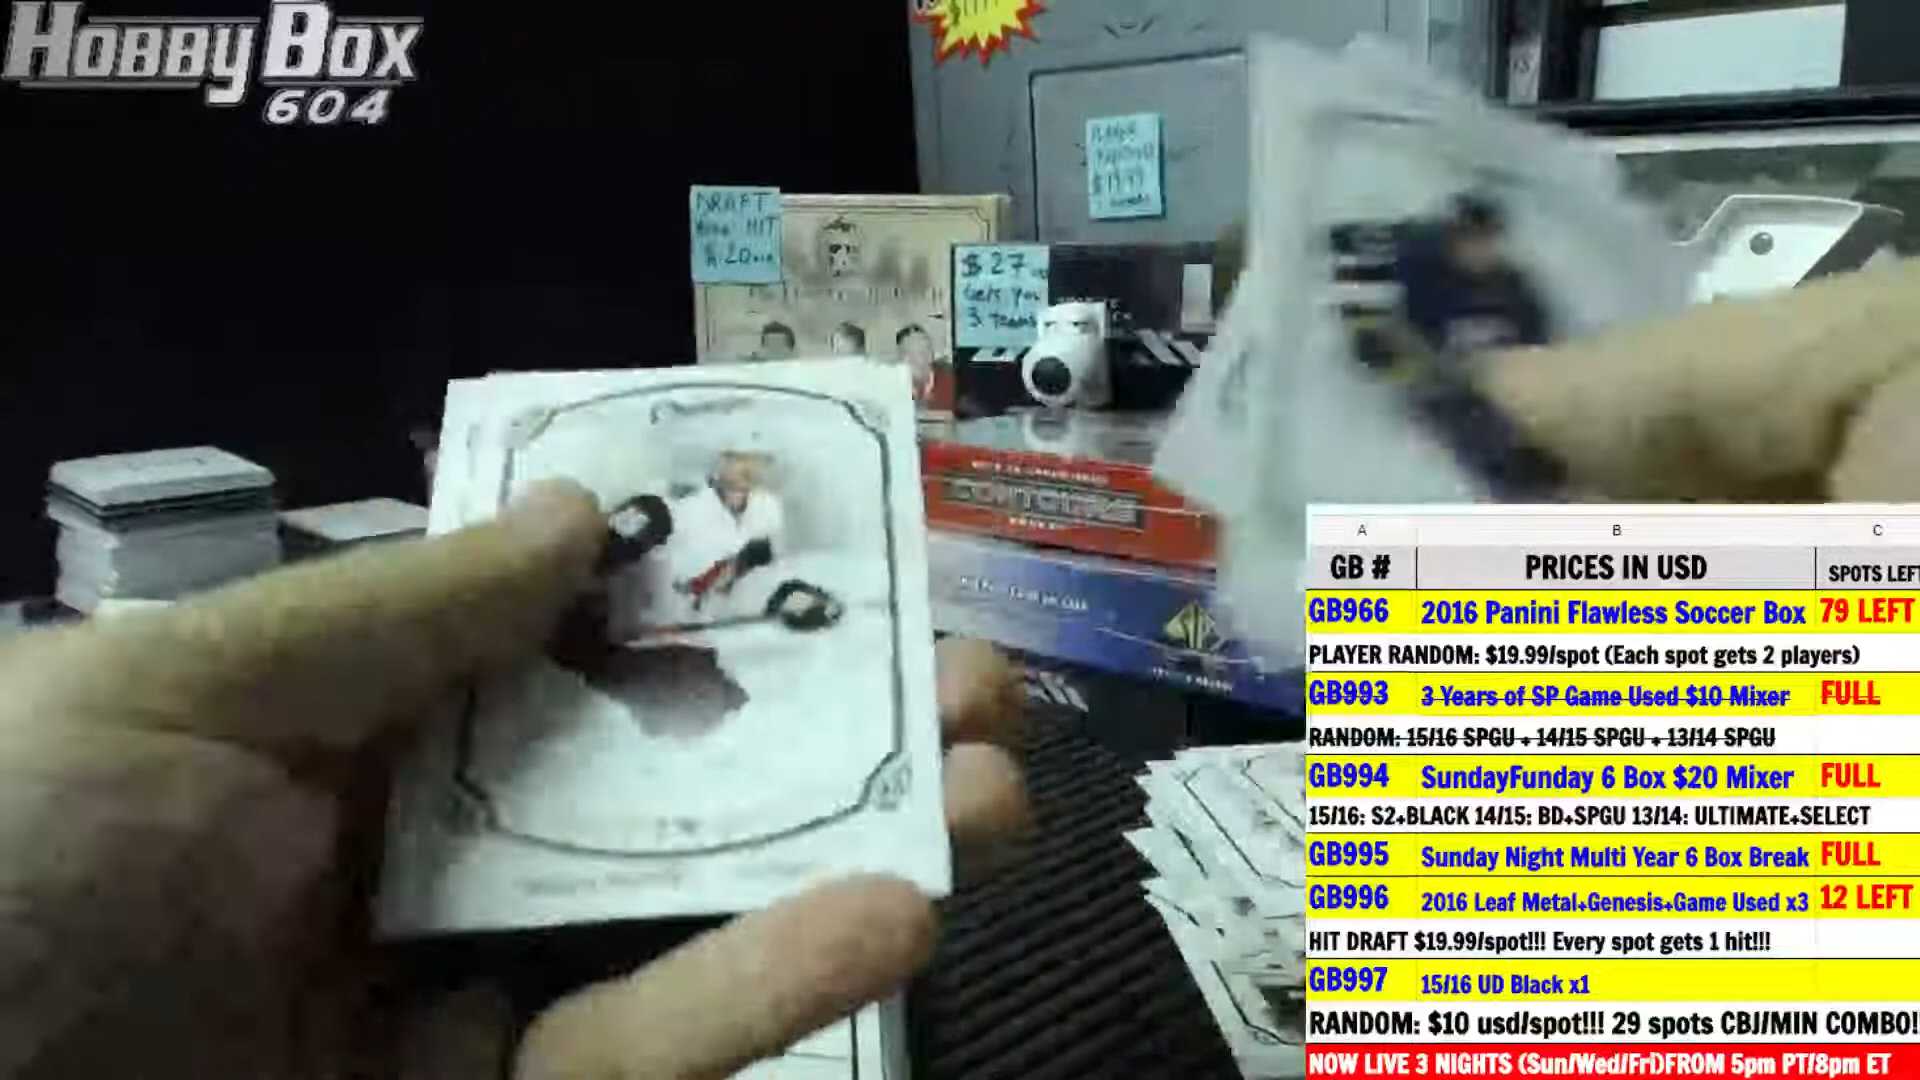 HOBBY BOX
604
DRAFT
HIT
$20
$27
Gets you
3 Teams
PLAYER
$19.99
CONTOURS
A
B
C
GB #
PRICES IN USD
SPOTS LEFT
GB966
2016 Panini Flawless Soccer Box
79 LEFT
PLAYER RANDOM: $19.99/spot (Each spot gets 2 players)
GB993
3 Years of SP Game Used $10 Mixer
FULL
RANDOM: 15/16 SPGU + 14/15 SPGU + 13/14 SPGU
GB994
SundayFunday 6 Box $20 Mixer
FULL
15/16: S2+BLACK 14/15: BD+SPGU 13/14: ULTIMATE+SELECT
GB995
Sunday Night Multi Year 6 Box Break
FULL
GB996
2016 Leaf Metal+Genesis+Game Used x3
12 LEFT
HIT DRAFT $19.99/spot!!! Every spot gets 1 hit!!!
GB997
15/16 UD Black x1
RANDOM: $10 usd/spot!!! 29 spots CBJ/MIN COMBO!!
NOW LIVE 3 NIGHTS (Sun/Wed/Fri)FROM 5pm PT/8pm ET